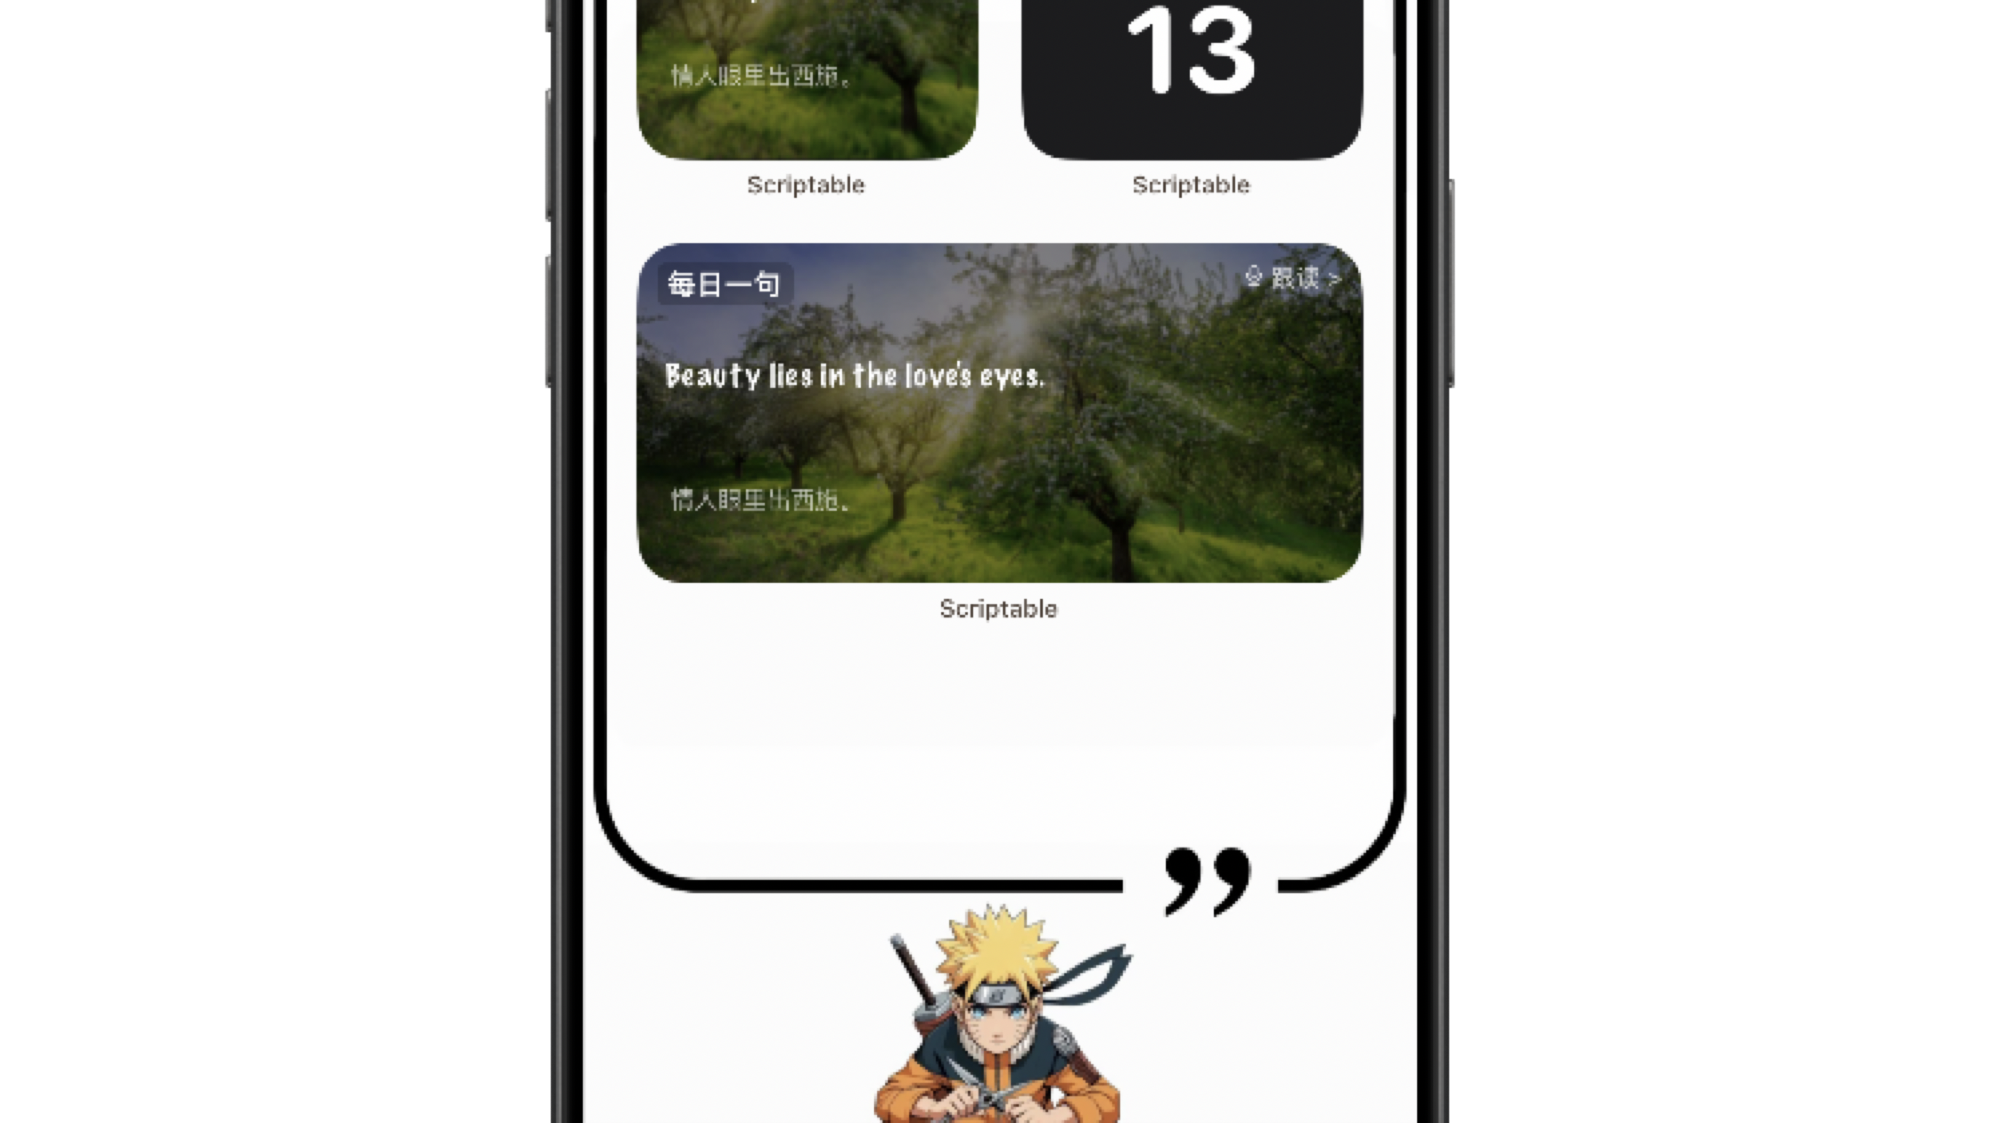 情人眼里出西施。
13
Scriptable
Scriptable
每日一句
跟读 >
Beauty lies in the love's eyes.
情人眼里出西施。
Scriptable
”